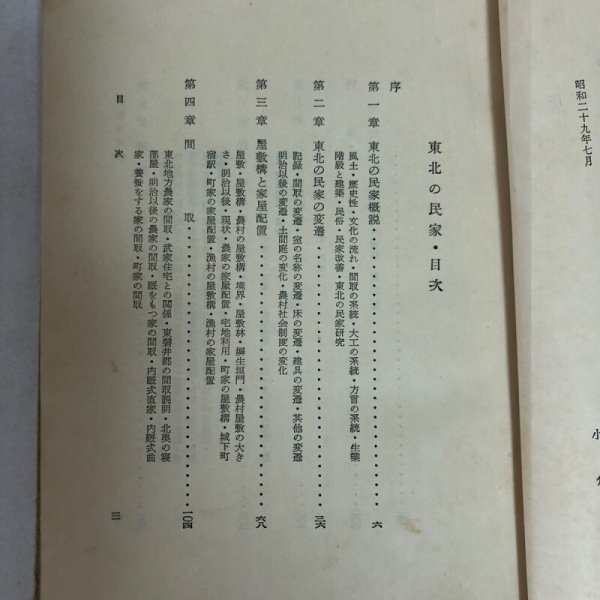 昭和二十九年七月
小
東北の民家・目次
序
第一章 東北の民家概説・・・・・・・・・・・・・・・・六
風土・歴史性・文化の流れ・間取の系統・大工の系統・方言の系統・生業
階級と建築・民俗・民家改善・東北の民家研究
第二章 東北の民家の変遷・・・・・・・・・・・・・・・・三六
記録・間取の変遷・室の名称の変遷・床の変遷・建具の変遷・其他の変遷
明治以後の変遷・土間庭の変化・農村社会制度の変化
第三章 屋敷構と家屋配置・・・・・・・・・・・・・・・・六八
屋敷・屋敷構・農村の屋敷構・境界・屋敷林・塀生垣門・農村屋敷の大き
さ・明治以後・現状・農家の家屋配置・宅地利用・町家の屋敷構・城下町
宿駅・町家の家屋配置・漁村の屋敷構・漁村の家屋配置
第四章 間取・・・・・・・・・・・・・・・・一〇四
東北地方農家の間取・武家住宅との関係・東磐井郡の間取説明・北奥の寝
部屋・明治以後の農家の間取・厩をもつ家の間取・内厩式直家・内厩式曲
家・養蚕をする家の間取・町家の間取
目次
三